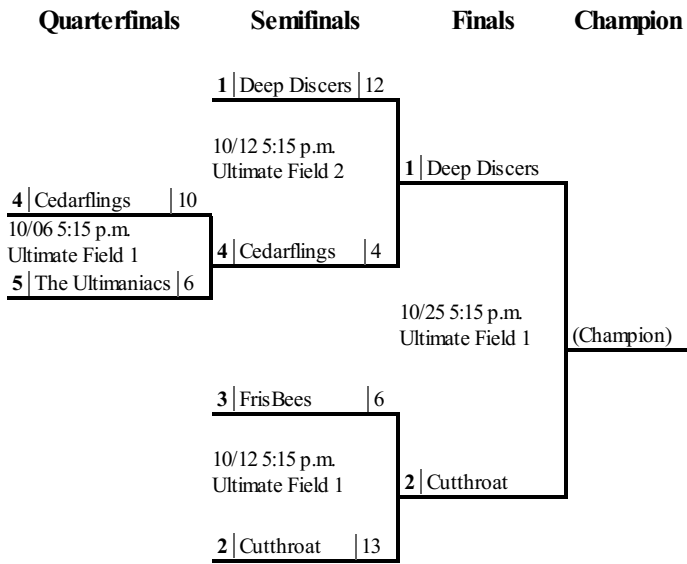 Quarterfinals Semifinals Finals Champion
1 Deep Discers 12
10/12 5:15 p.m.
Ultimate Field 2
1 Deep Discers
4 Cedarflings 10
10/06 5:15 p.m.
Ultimate Field 1
4 Cedarflings 4
5 The Ultimaniacs 6
10/25 5:15 p.m.
Ultimate Field 1
(Champion)
3 FrisBees 6
10/12 5:15 p.m.
Ultimate Field 1
2 Cutthroat
2 Cutthroat 13